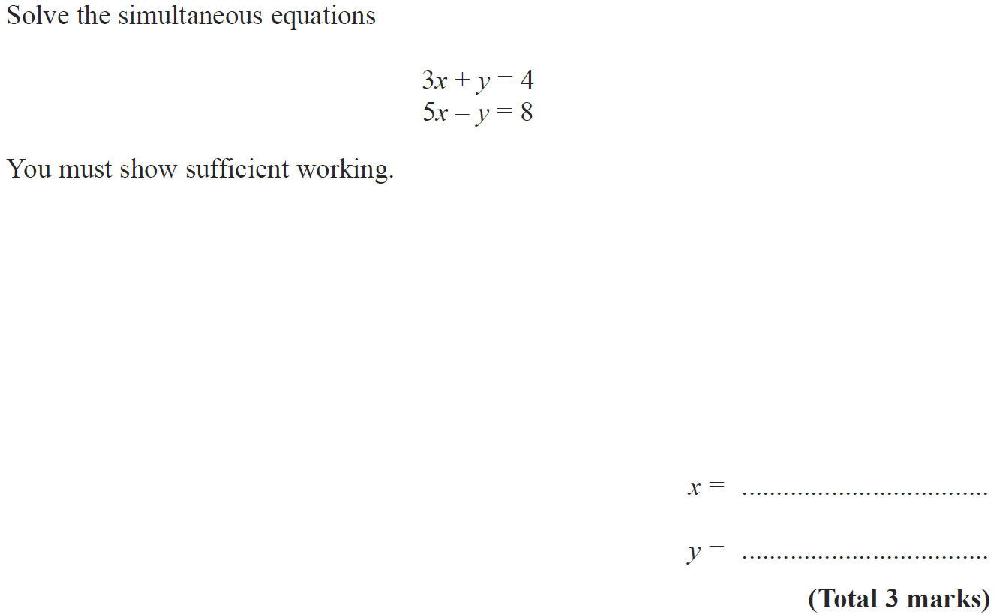 Solve the simultaneous equations
3x + y = 4
5x – y = 8
You must show sufficient working.
x = ....................................
y = ....................................
(Total 3 marks)